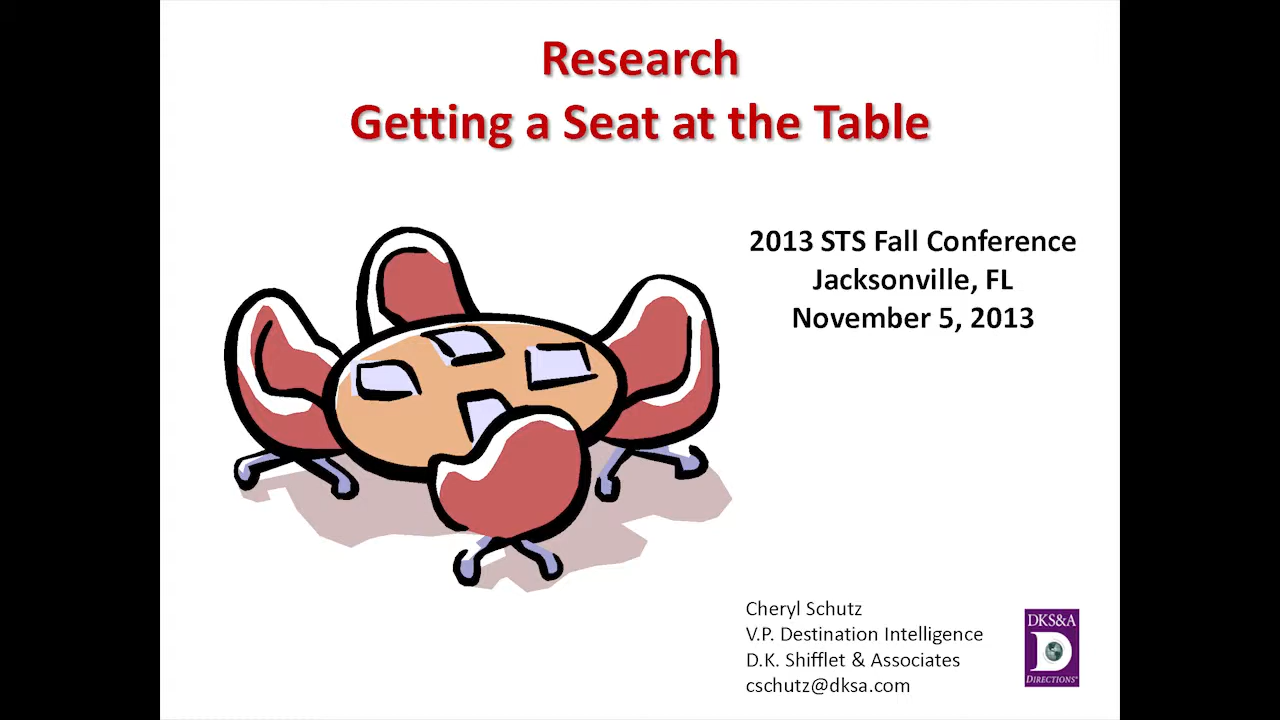 Research
Getting a Seat at the Table
2013 STS Fall Conference
Jacksonville, FL
November 5, 2013
Cheryl Schutz
V.P. Destination Intelligence
D.K. Shifflet & Associates
cschutz@dksa.com
DKS&A
D
DIRECTIONS®